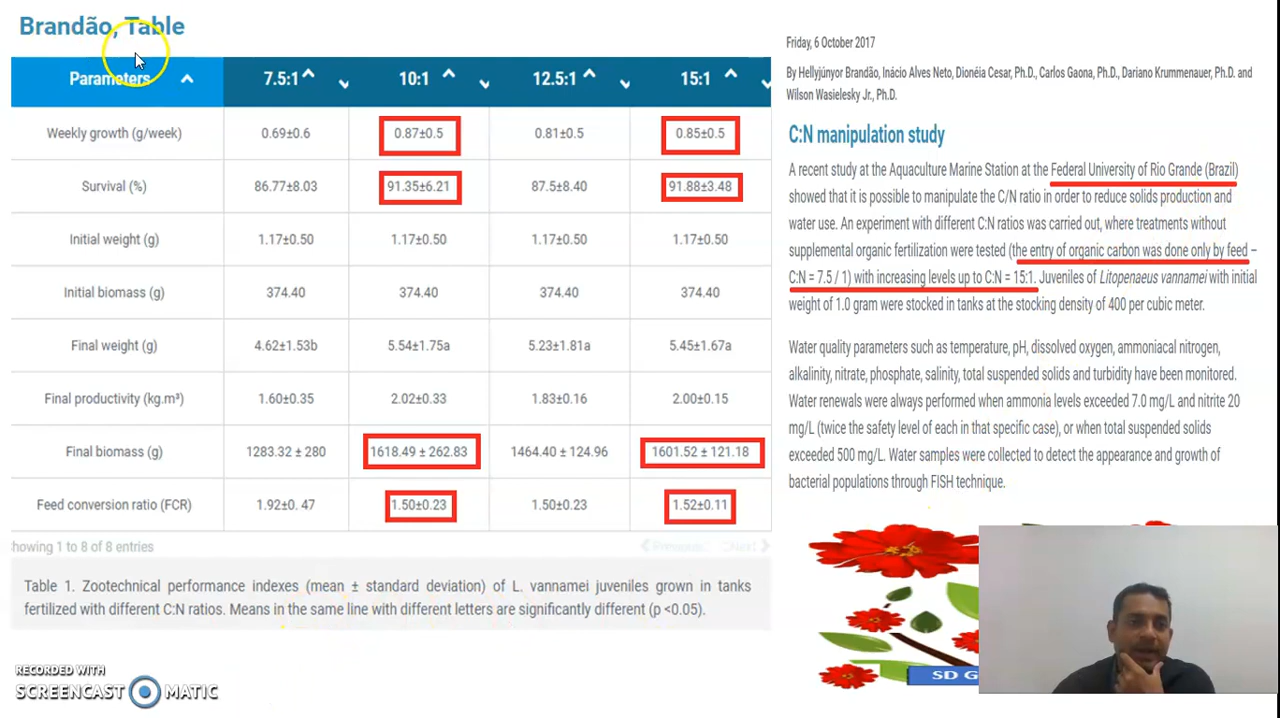 Brandão, Table
Parameters 7.5:1 10:1 12.5:1 15:1
Weekly growth (g/week) 0.69±0.6 0.87±0.5 0.81±0.5 0.85±0.5
Survival (%) 86.77±8.03 91.35±6.21 87.5±8.40 91.88±3.48
Initial weight (g) 1.17±0.50 1.17±0.50 1.17±0.50 1.17±0.50
Initial biomass (g) 374.40 374.40 374.40 374.40
Final weight (g) 4.62±1.53b 5.54±1.75a 5.23±1.81a 5.45±1.67a
Final productivity (kg.m³) 1.60±0.35 2.02±0.33 1.83±0.16 2.00±0.15
Final biomass (g) 1283.32 ± 280 1618.49 ± 262.83 1464.40 ± 124.96 1601.52 ± 121.18
Feed conversion ratio (FCR) 1.92±0. 47 1.50±0.23 1.50±0.23 1.52±0.11
howing 1 to 8 of 8 entries
Table 1. Zootechnical performance indexes (mean ± standard deviation) of L. vannamei juveniles grown in tanks
fertilized with different C:N ratios. Means in the same line with different letters are significantly different (p <0.05).
RECORDED WITH
SCREENCAST MATIC
Friday, 6 October 2017
By Hellyjúnyor Brandão, Inácio Alves Neto, Dionéia Cesar, Ph.D., Carlos Gaona, Ph.D., Dariano Krummenauer, Ph.D. and
Wilson Wasielesky Jr., Ph.D.
C:N manipulation study
A recent study at the Aquaculture Marine Station at the Federal University of Rio Grande (Brazil)
showed that it is possible to manipulate the C/N ratio in order to reduce solids production and
water use. An experiment with different C:N ratios was carried out, where treatments without
supplemental organic fertilization were tested (the entry of organic carbon was done only by feed –
C:N = 7.5 / 1) with increasing levels up to C:N = 15:1. Juveniles of Litopenaeus vannamei with initial
weight of 1.0 gram were stocked in tanks at the stocking density of 400 per cubic meter.
Water quality parameters such as temperature, pH, dissolved oxygen, ammoniacal nitrogen,
alkalinity, nitrate, phosphate, salinity, total suspended solids and turbidity have been monitored.
Water renewals were always performed when ammonia levels exceeded 7.0 mg/L and nitrite 20
mg/L (twice the safety level of each in that specific case), or when total suspended solids
exceeded 500 mg/L. Water samples were collected to detect the appearance and growth of
bacterial populations through FISH technique.
SD G